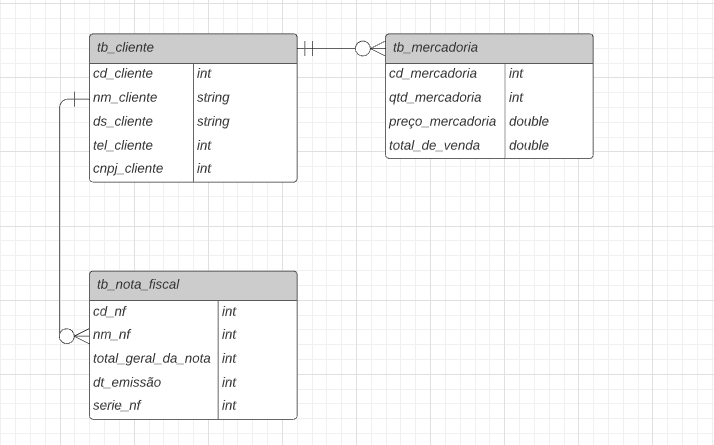 tb_cliente
cd_cliente int
nm_cliente string
ds_cliente string
tel_cliente int
cnpj_cliente int
tb_mercadoria
cd_mercadoria int
qtd_mercadoria int
preço_mercadoria double
total_de_venda double
tb_nota_fiscal
cd_nf int
nm_nf int
total_geral_da_nota int
dt_emissão int
serie_nf int